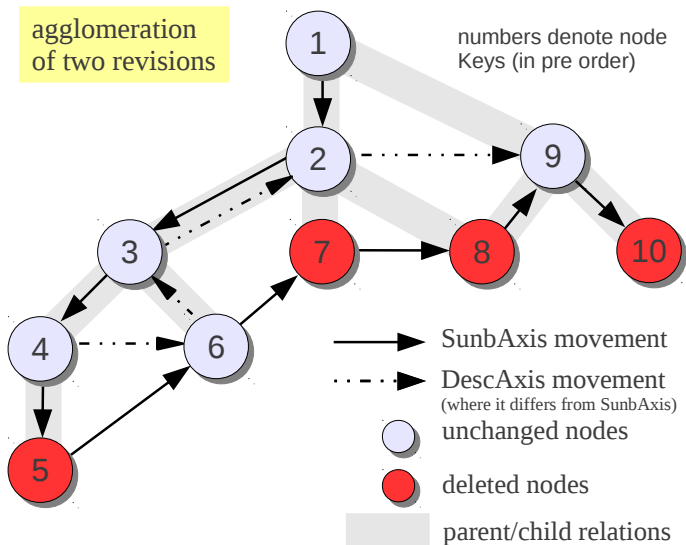 agglomeration
of two revisions
numbers denote node
Keys (in pre order)
1
2
9
3
7
8
10
4
6
5
SunbAxis movement
DescAxis movement
(where it differs from SunbAxis)
unchanged nodes
deleted nodes
parent/child relations